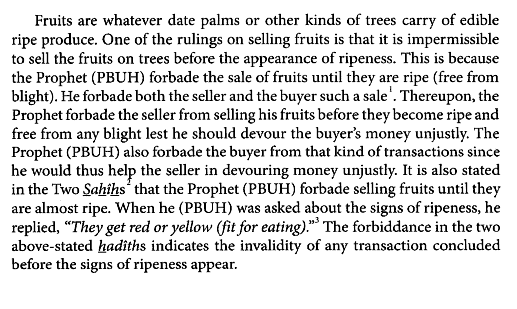 Fruits are whatever date palms or other kinds of trees carry of edible
ripe produce. One of the rulings on selling fruits is that it is impermissible
to sell the fruits on trees before the appearance of ripeness. This is because
the Prophet (PBUH) forbade the sale of fruits until they are ripe (free from
blight). He forbade both the seller and the buyer such a sale¹. Thereupon, the
Prophet forbade the seller from selling his fruits before they become ripe and
free from any blight lest he should devour the buyer's money unjustly. The
Prophet (PBUH) also forbade the buyer from that kind of transactions since
he would thus help the seller in devouring money unjustly. It is also stated
in the Two Sahîhs² that the Prophet (PBUH) forbade selling fruits until they
are almost ripe. When he (PBUH) was asked about the signs of ripeness, he
replied, “They get red or yellow (fit for eating).”³ The forbiddance in the two
above-stated hadîths indicates the invalidity of any transaction concluded
before the signs of ripeness appear.